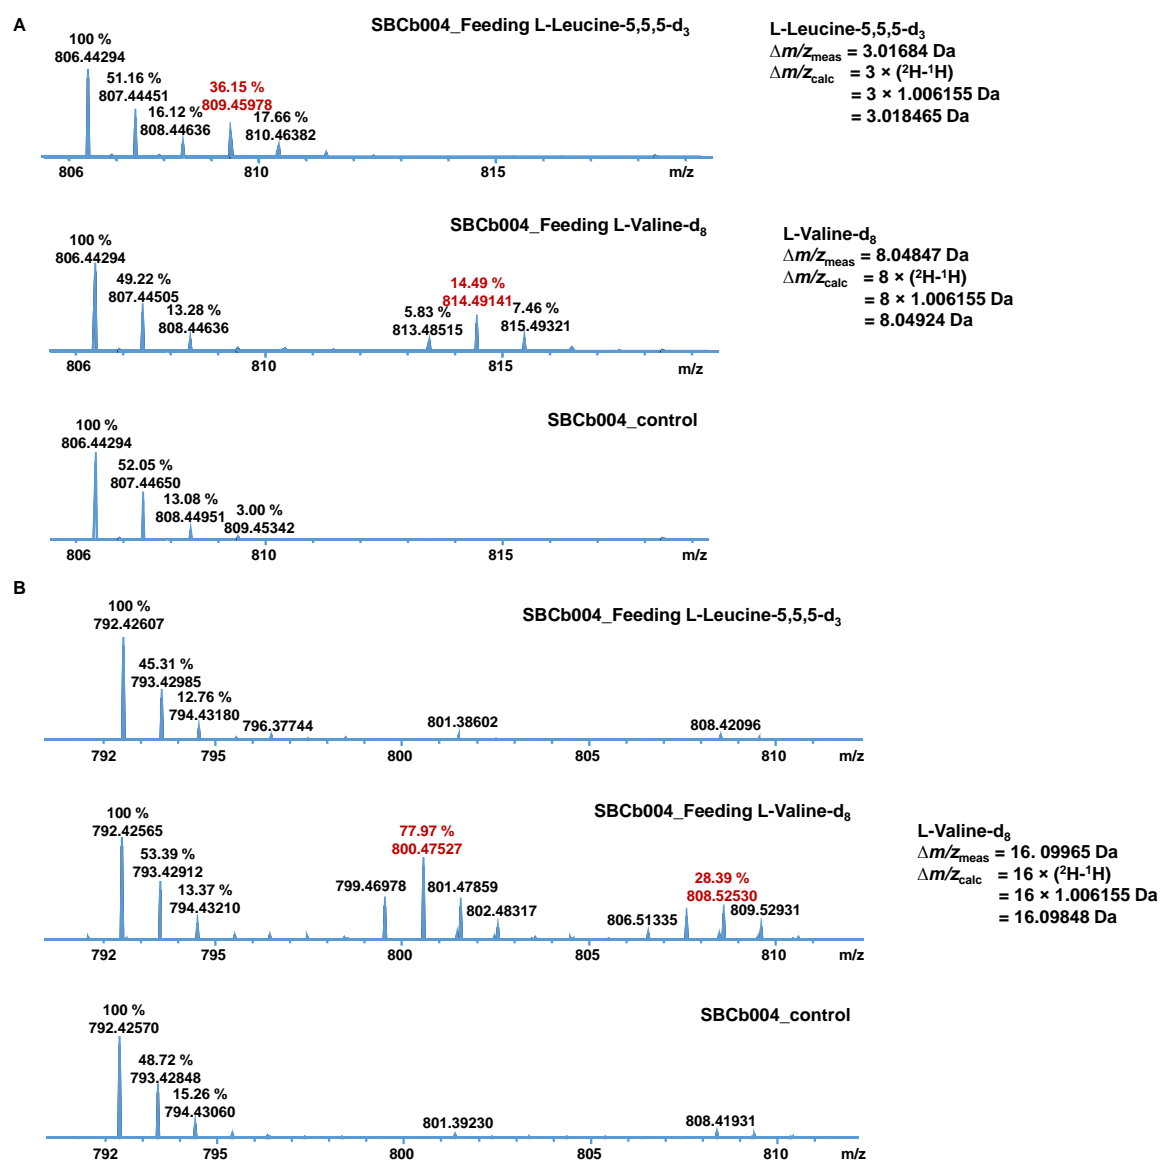 A
SBCb004_Feeding L-Leucine-5,5,5-d3
100 %
806.44294
51.16 %
807.44451
16.12 %
808.44636
36.15 %
809.45978
17.66 %
810.46382
806
810
815
m/z
L-Leucine-5,5,5-d3
Δm/zmeas = 3.01684 Da
Δm/zcalc = 3 × (2H-1H)
= 3 × 1.006155 Da
= 3.018465 Da
SBCb004_Feeding L-Valine-d8
100 %
806.44294
49.22 %
807.44505
13.28 %
808.44636
5.83 %
813.48515
14.49 %
814.49141
7.46 %
815.49321
806
810
815
m/z
L-Valine-d8
Δm/zmeas = 8.04847 Da
Δm/zcalc = 8 × (2H-1H)
= 8 × 1.006155 Da
= 8.04924 Da
SBCb004_control
100 %
806.44294
52.05 %
807.44650
13.08 %
808.44951
3.00 %
809.45342
806
810
815
m/z
B
SBCb004_Feeding L-Leucine-5,5,5-d3
100 %
792.42607
45.31 %
793.42985
12.76 %
794.43180
796.37744
801.38602
808.42096
792
795
800
805
810
m/z
SBCb004_Feeding L-Valine-d8
100 %
792.42565
53.39 %
793.42912
13.37 %
794.43210
799.46978
77.97 %
800.47527
801.47859
802.48317
806.51335
28.39 %
808.52530
809.52931
792
795
800
805
810
m/z
L-Valine-d8
Δm/zmeas = 16. 09965 Da
Δm/zcalc = 16 × (2H-1H)
= 16 × 1.006155 Da
= 16.09848 Da
SBCb004_control
100 %
792.42570
48.72 %
793.42848
15.26 %
794.43060
801.39230
808.41931
792
795
800
805
810
m/z